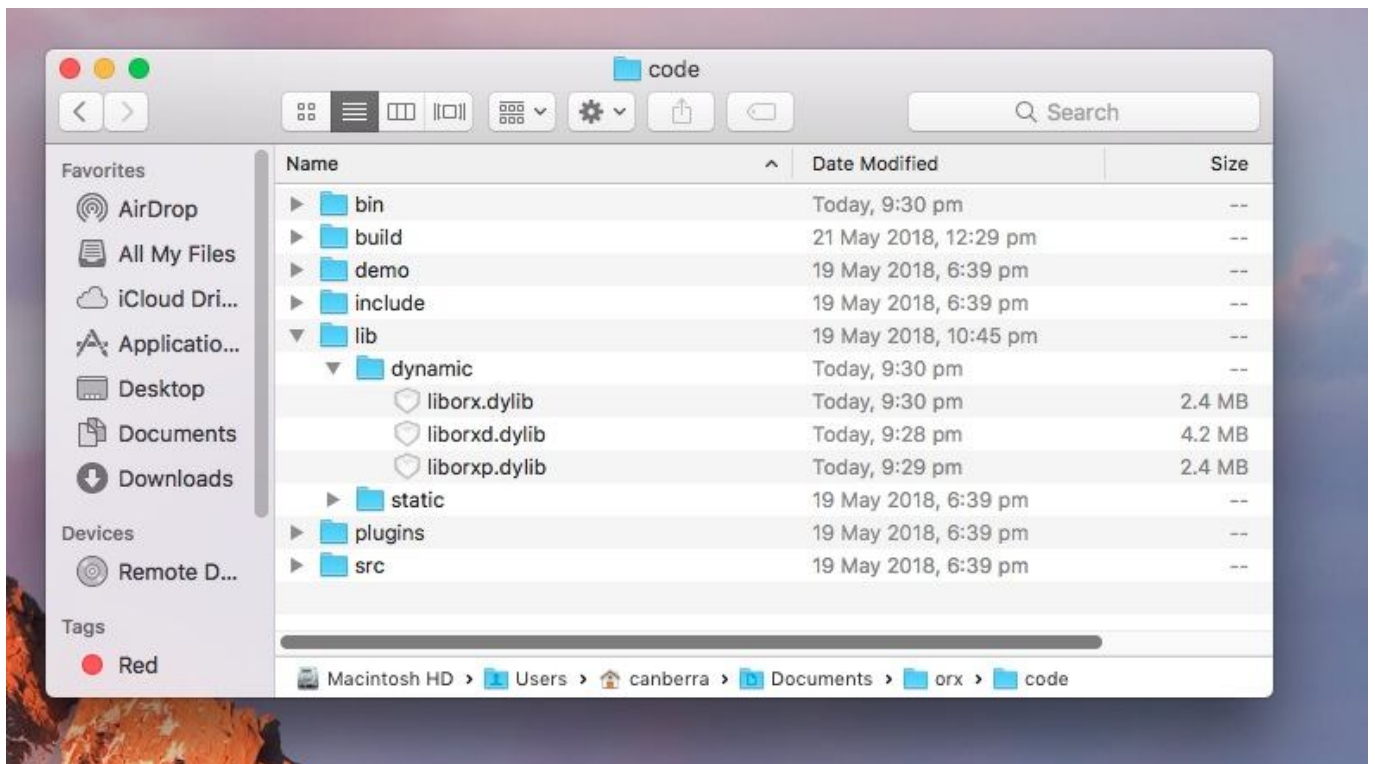 code
Search
Favorites
AirDrop
All My Files
iCloud Dri...
Applicatio...
Desktop
Documents
Downloads
Devices
Remote D...
Tags
Red
Name Date Modified Size
bin Today, 9:30 pm --
build 21 May 2018, 12:29 pm --
demo 19 May 2018, 6:39 pm --
include 19 May 2018, 6:39 pm --
lib 19 May 2018, 10:45 pm --
dynamic Today, 9:30 pm --
liborx.dylib Today, 9:30 pm 2.4 MB
liborxd.dylib Today, 9:28 pm 4.2 MB
liborxp.dylib Today, 9:29 pm 2.4 MB
static 19 May 2018, 6:39 pm --
plugins 19 May 2018, 6:39 pm --
src 19 May 2018, 6:39 pm --
Macintosh HD › Users › canberra › Documents › orx › code